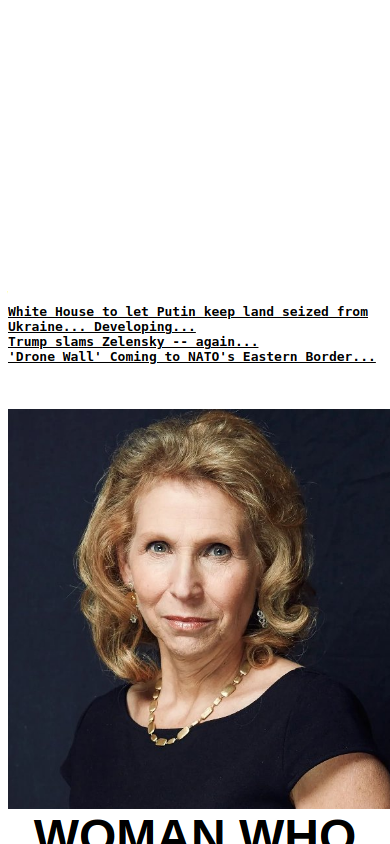 White House to let Putin keep land seized from
Ukraine... Developing...
Trump slams Zelensky -- again...
'Drone Wall' Coming to NATO's Eastern Border...
WOMAN WHO